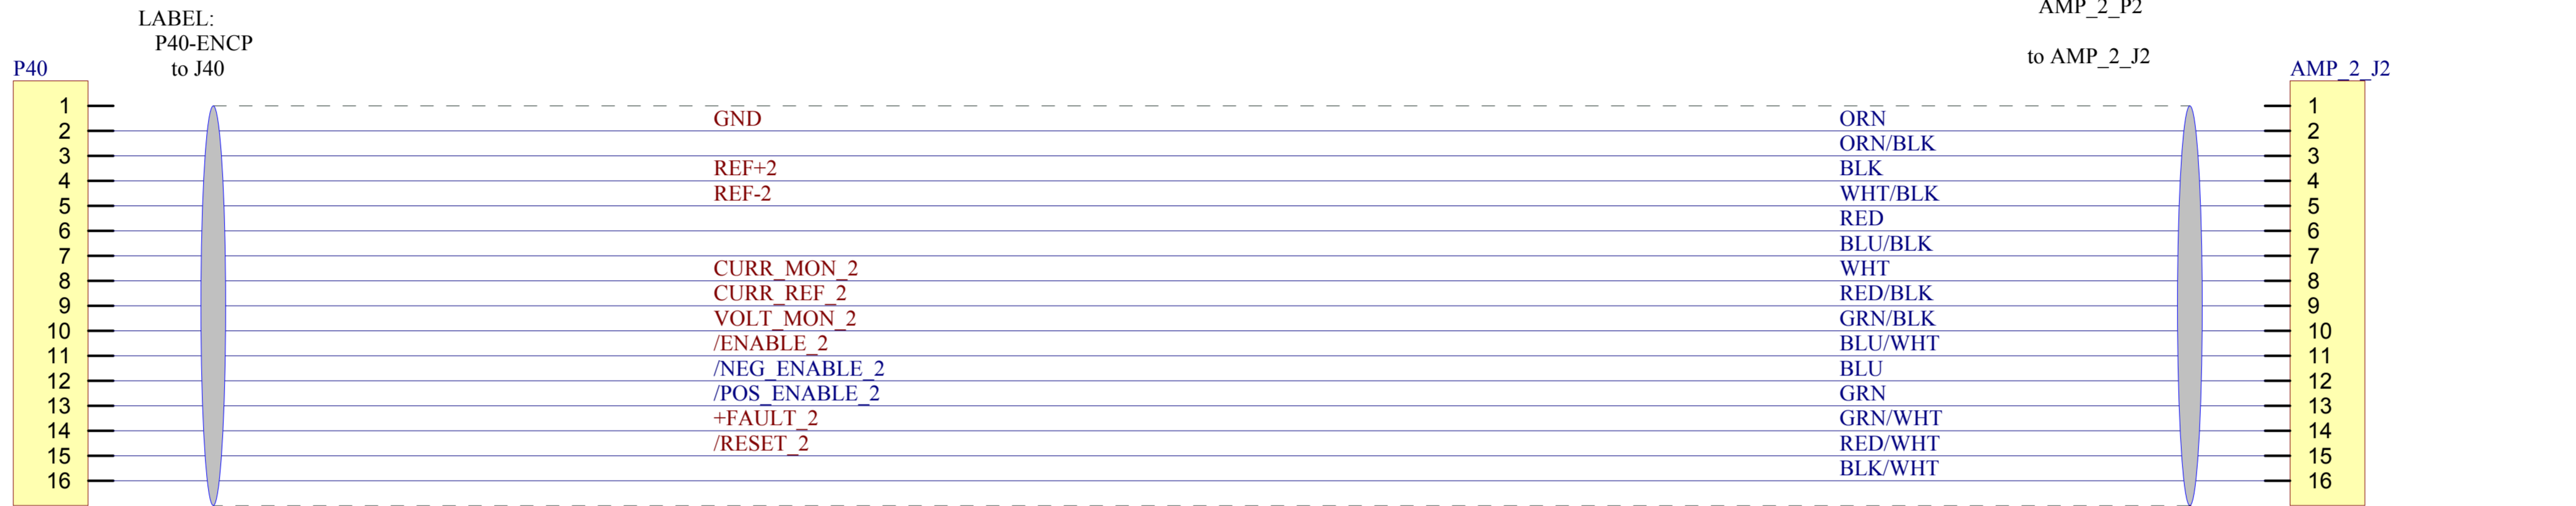 LABEL:
P40-ENCP
to J40
P40
AMP_2_P2
to AMP_2_J2
AMP_2_J2
1 1
GND ORN
2 2
ORN/BLK
3 3
REF+2 BLK
4 4
REF-2 WHT/BLK
5 5
RED
6 6
BLU/BLK
7 7
CURR_MON_2 WHT
8 8
CURR_REF_2 RED/BLK
9 9
VOLT_MON_2 GRN/BLK
10 10
/ENABLE_2 BLU/WHT
11 11
/NEG_ENABLE_2 BLU
12 12
/POS_ENABLE_2 GRN
13 13
+FAULT_2 GRN/WHT
14 14
/RESET_2 RED/WHT
15 15
BLK/WHT
16 16